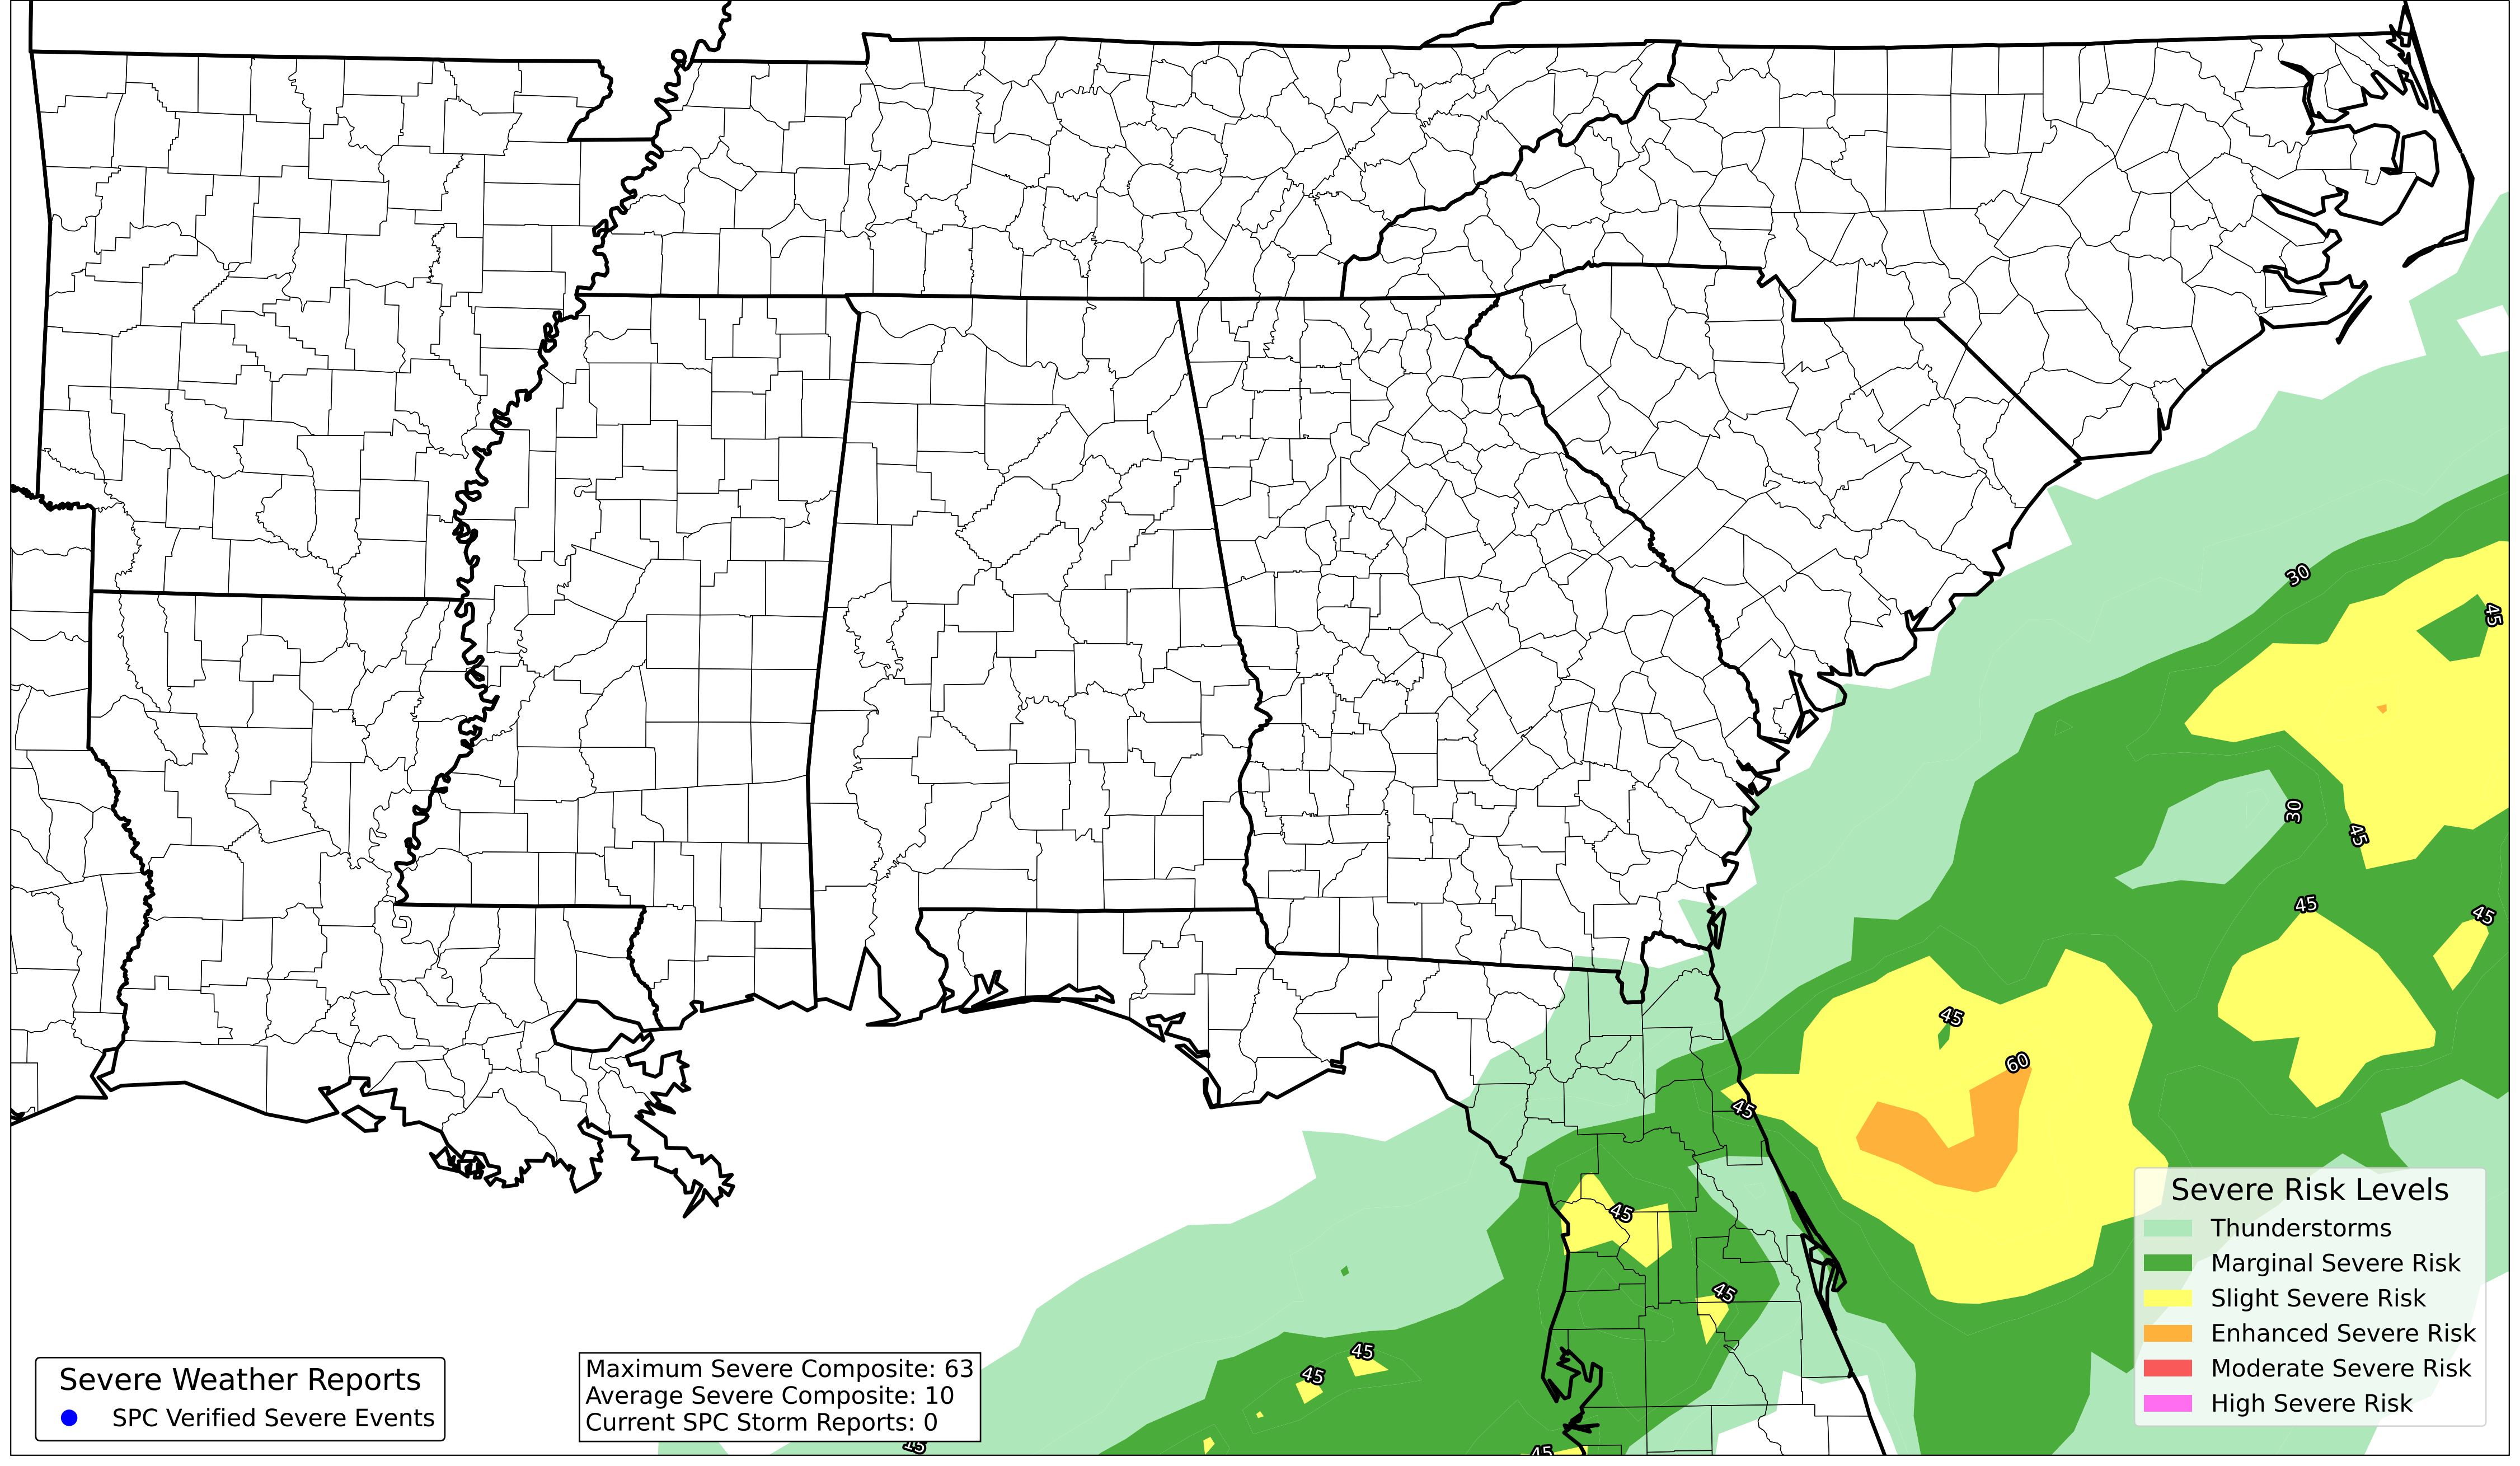 30
45
30
45
45
45
45
60
45
45
45
45
45
45
15
Severe Weather Reports
SPC Verified Severe Events
Maximum Severe Composite: 63
Average Severe Composite: 10
Current SPC Storm Reports: 0
Severe Risk Levels
Thunderstorms
Marginal Severe Risk
Slight Severe Risk
Enhanced Severe Risk
Moderate Severe Risk
High Severe Risk